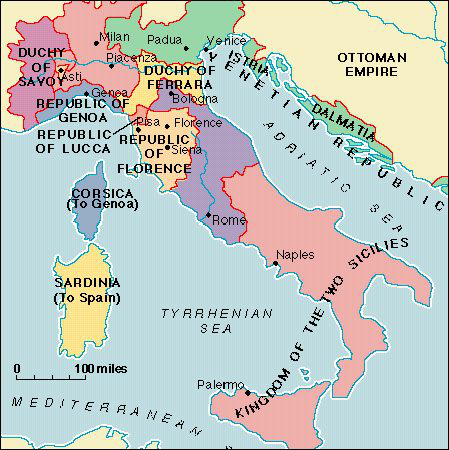 Milan
Padua
Venice
DUCHY
OF
SAVOY
Piacenza
Asti
ISTRIA
OTTOMAN
EMPIRE
DUCHY OF
FERRARA
Genoa
Bologna
VENETIAN REPUBLIC
REPUBLIC OF
GENOA
DALMATIA
Pisa
Florence
REPUBLIC
OF LUCCA
REPUBLIC
OF
FLORENCE
Siena
ADRIATIC SEA
CORSICA
(To Genoa)
Rome
Naples
SARDINIA
(To Spain)
KINGDOM OF THE TWO SICILIES
TYRRHENIAN
SEA
0 100 miles
Palermo
MEDITERRANEAN SEA